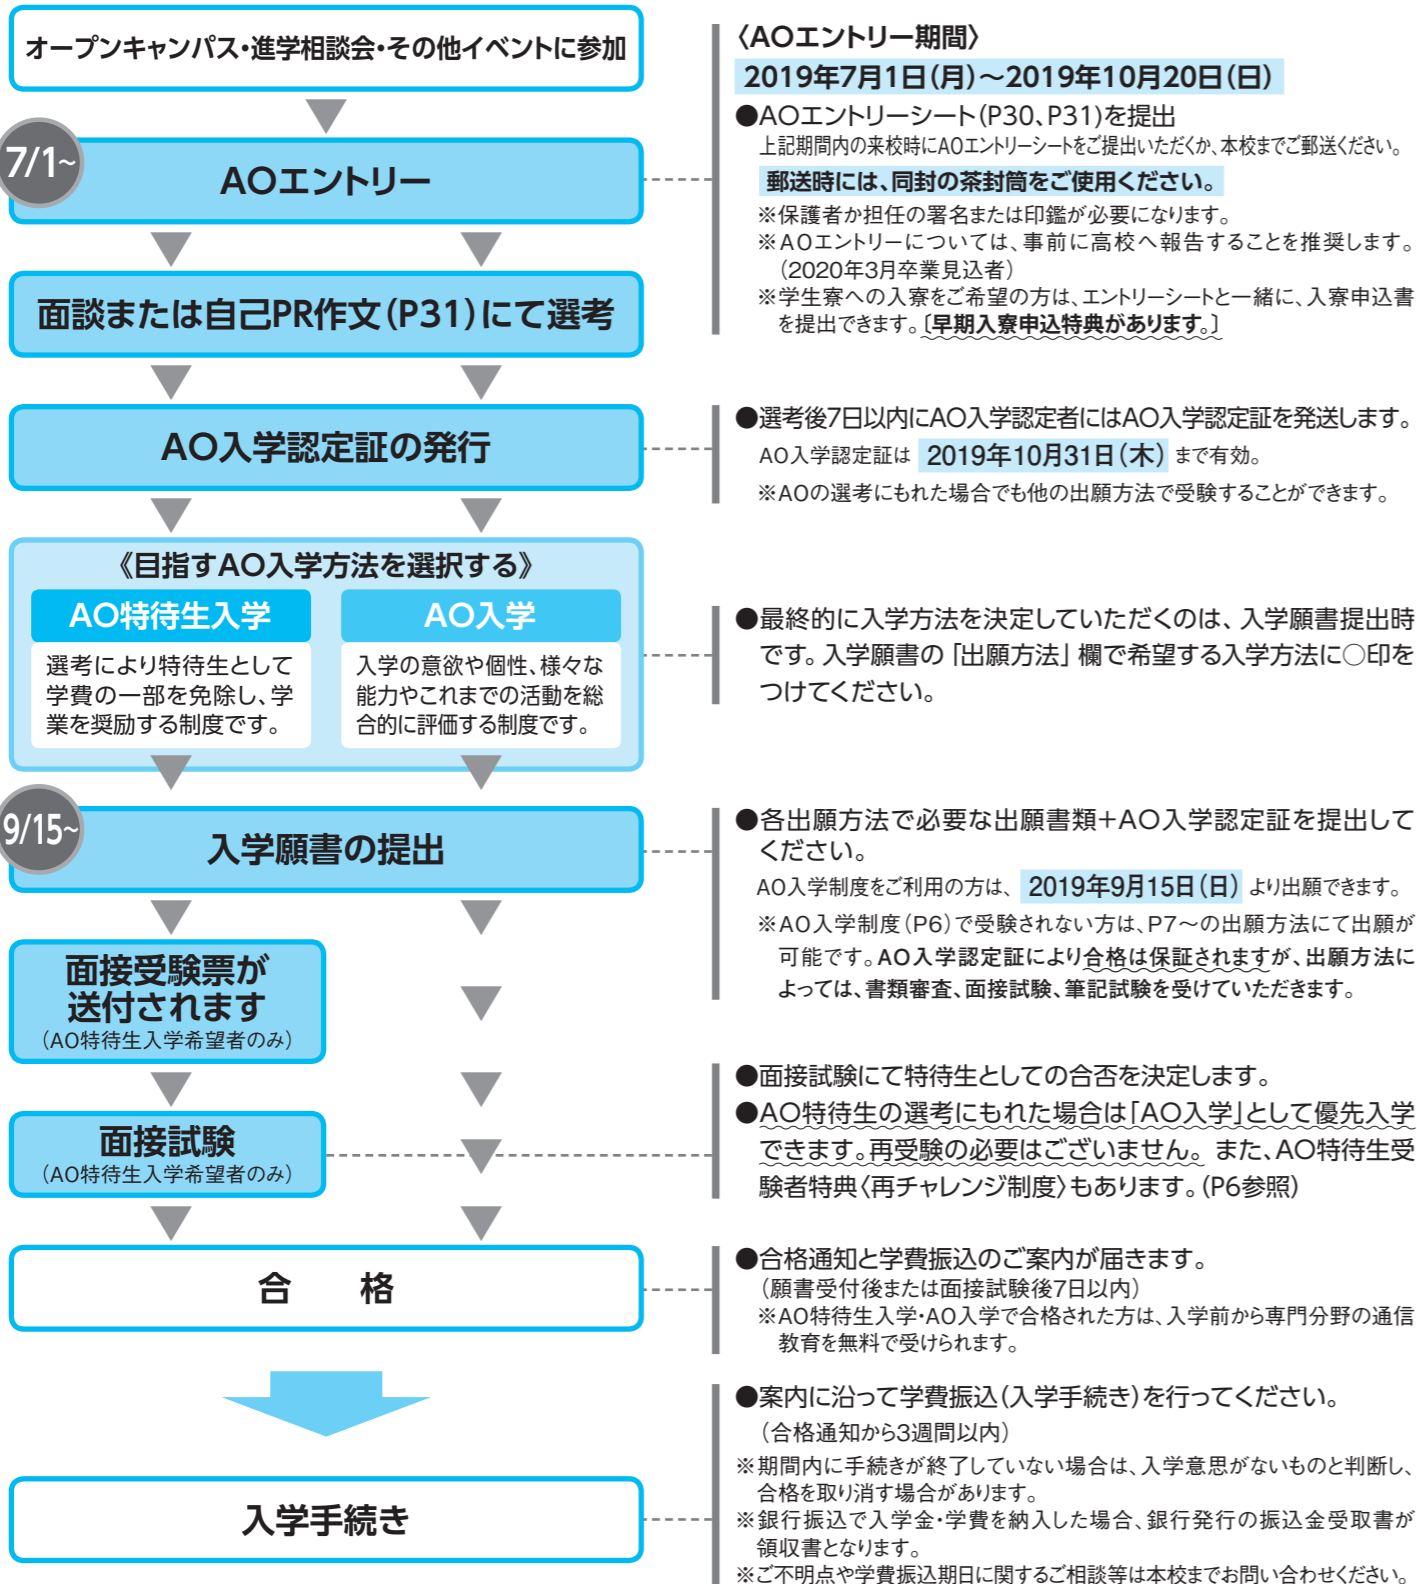 オープンキャンパス・進学相談会・その他イベントに参加
7/1~
AOエントリー
〈AOエントリー期間〉
2019年7月1日(月)～2019年10月20日(日)
●AOエントリーシート(P30、P31)を提出
上記期間内の来校時にAOエントリーシートをご提出いただくか、本校までご郵送ください。
郵送時には、同封の茶封筒をご使用ください。
※保護者か担任の署名または印鑑が必要になります。
※AOエントリーについては、事前に高校へ報告することを推奨します。
(2020年3月卒業見込者)
※学生寮への入寮をご希望の方は、エントリーシートと一緒に、入寮申込書
を提出できます。〔早期入寮申込特典があります。〕
面談または自己PR作文(P31)にて選考
AO入学認定証の発行
●選考後7日以内にAO入学認定者にはAO入学認定証を発送します。
AO入学認定証は 2019年10月31日(木) まで有効。
※AOの選考にもれた場合でも他の出願方法で受験することができます。
《目指すAO入学方法を選択する》
AO特待生入学
選考により特待生として
学費の一部を免除し、学
業を奨励する制度です。
AO入学
入学の意欲や個性、様々な
能力やこれまでの活動を総
合的に評価する制度です。
●最終的に入学方法を決定していただくのは、入学願書提出時
です。入学願書の「出願方法」欄で希望する入学方法に○印を
つけてください。
9/15~
入学願書の提出
●各出願方法で必要な出願書類+AO入学認定証を提出して
ください。
AO入学制度をご利用の方は、 2019年9月15日(日) より出願できます。
※AO入学制度(P6)で受験されない方は、P7～の出願方法にて出願が
可能です。AO入学認定証により合格は保証されますが、出願方法に
よっては、書類審査、面接試験、筆記試験を受けていただきます。
面接受験票が
送付されます
(AO特待生入学希望者のみ)
面接試験
(AO特待生入学希望者のみ)
●面接試験にて特待生としての合否を決定します。
●AO特待生の選考にもれた場合は「AO入学」として優先入学
できます。再受験の必要はございません。また、AO特待生受
験者特典〈再チャレンジ制度〉もあります。(P6参照)
合　格
●合格通知と学費振込のご案内が届きます。
(願書受付後または面接試験後7日以内)
※AO特待生入学・AO入学で合格された方は、入学前から専門分野の通信
教育を無料で受けられます。
入学手続き
●案内に沿って学費振込(入学手続き)を行ってください。
(合格通知から3週間以内)
※期間内に手続きが終了していない場合は、入学意思がないものと判断し、
合格を取り消す場合があります。
※銀行振込で入学金・学費を納入した場合、銀行発行の振込金受取書が
領収書となります。
※ご不明点や学費振込期日に関するご相談等は本校までお問い合わせください。